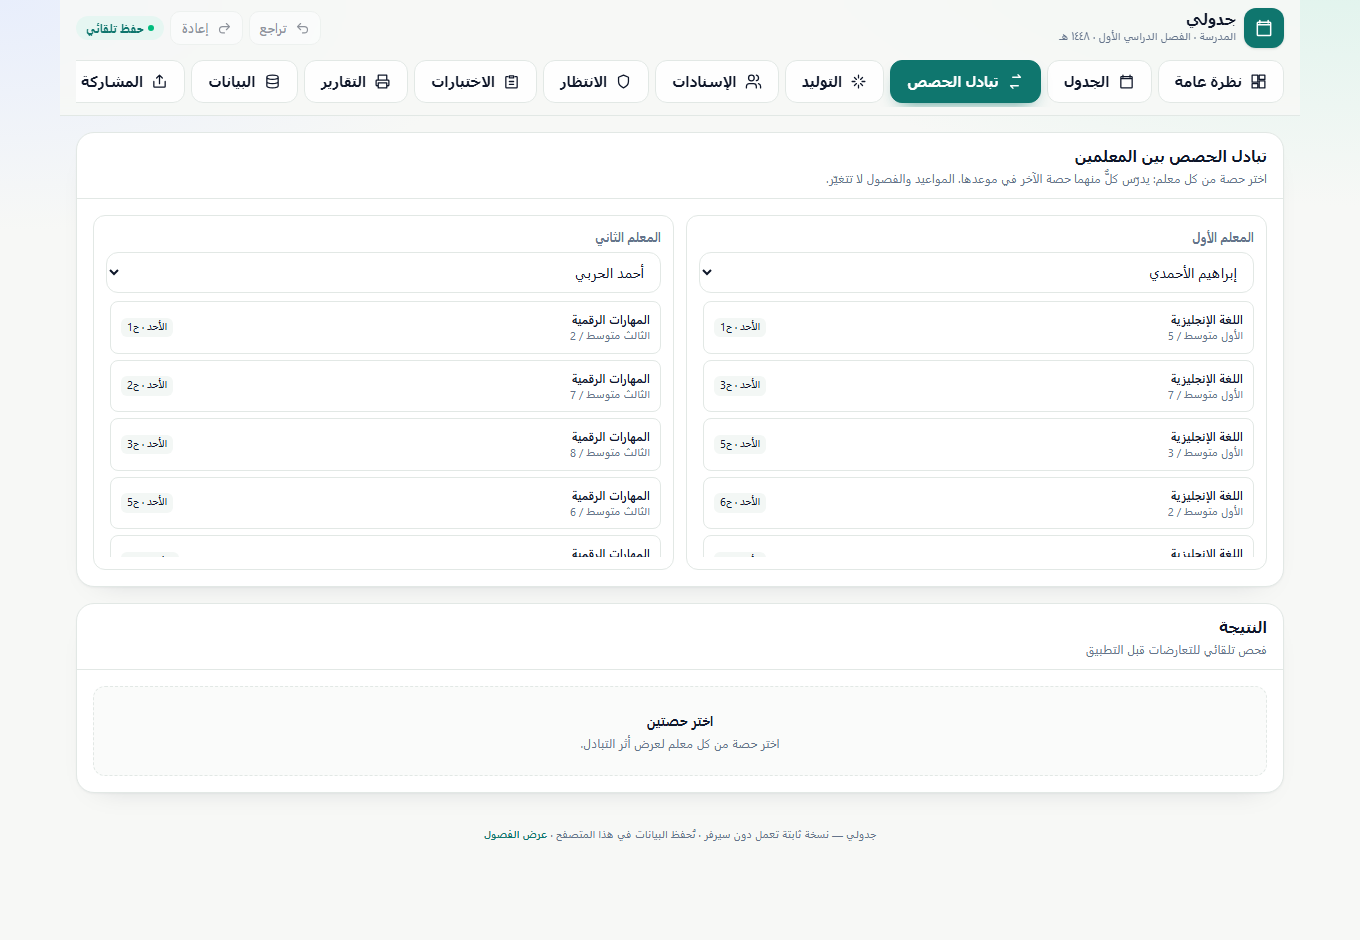 جدولي
المدرسة · الفصل الدراسي الأول · ١٤٤٨ هـ
تراجع
إعادة
حفظ تلقائي
نظرة عامة
الجدول
تبادل الحصص
التوليد
الإسنادات
الانتظار
الاختبارات
التقارير
البيانات
المشاركة
تبادل الحصص بين المعلمين
اختر حصة من كل معلم: يدرّس كلٌّ منهما حصة الآخر في موعدها. المواعيد والفصول لا تتغيّر.
المعلم الأول
إبراهيم الأحمدي
اللغة الإنجليزية
الأول متوسط / 5
الأحد · ح1
اللغة الإنجليزية
الأول متوسط / 7
الأحد · ح3
اللغة الإنجليزية
الأول متوسط / 3
الأحد · ح5
اللغة الإنجليزية
الأول متوسط / 2
الأحد · ح6
اللغة الإنجليزية
المعلم الثاني
أحمد الحربي
المهارات الرقمية
الثالث متوسط / 2
الأحد · ح1
المهارات الرقمية
الثالث متوسط / 7
الأحد · ح2
المهارات الرقمية
الثالث متوسط / 8
الأحد · ح3
المهارات الرقمية
الثالث متوسط / 6
الأحد · ح5
المهارات الرقمية
النتيجة
فحص تلقائي للتعارضات قبل التطبيق
اختر حصتين
اختر حصة من كل معلم لعرض أثر التبادل.
جدولي — نسخة ثابتة تعمل دون سيرفر · تُحفظ البيانات في هذا المتصفح · عرض الفصول